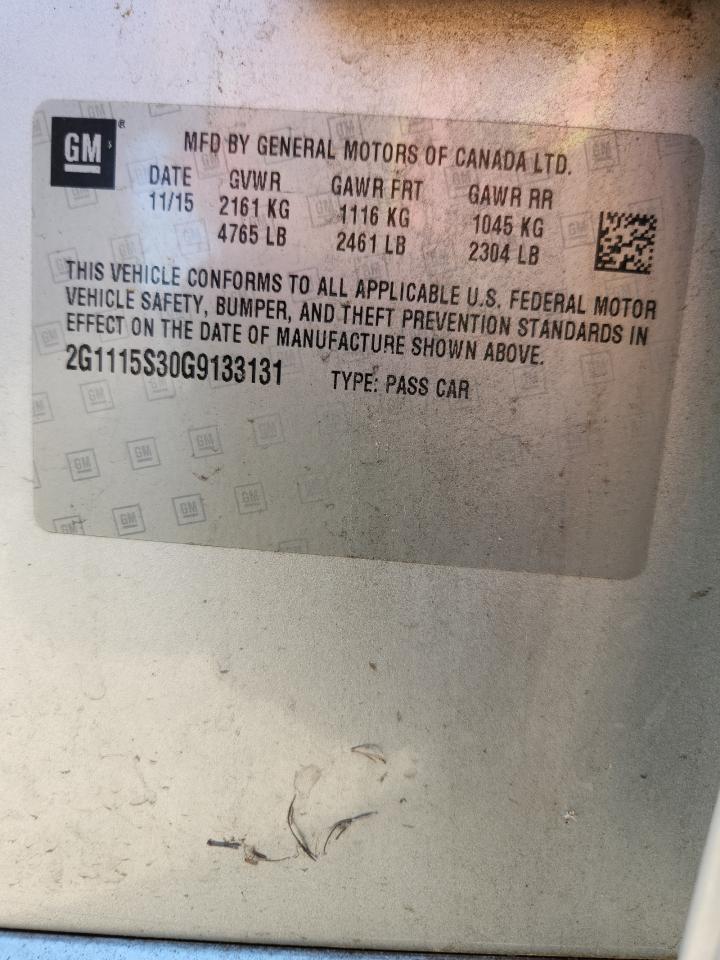 GM
MFD BY GENERAL MOTORS OF CANADA LTD.
DATE GVWR GAWR FRT GAWR RR
11/15 2161 KG 1116 KG 1045 KG
4765 LB 2461 LB 2304 LB
THIS VEHICLE CONFORMS TO ALL APPLICABLE U.S. FEDERAL MOTOR
VEHICLE SAFETY, BUMPER, AND THEFT PREVENTION STANDARDS IN
EFFECT ON THE DATE OF MANUFACTURE SHOWN ABOVE.
2G1115S30G9133131 TYPE: PASS CAR